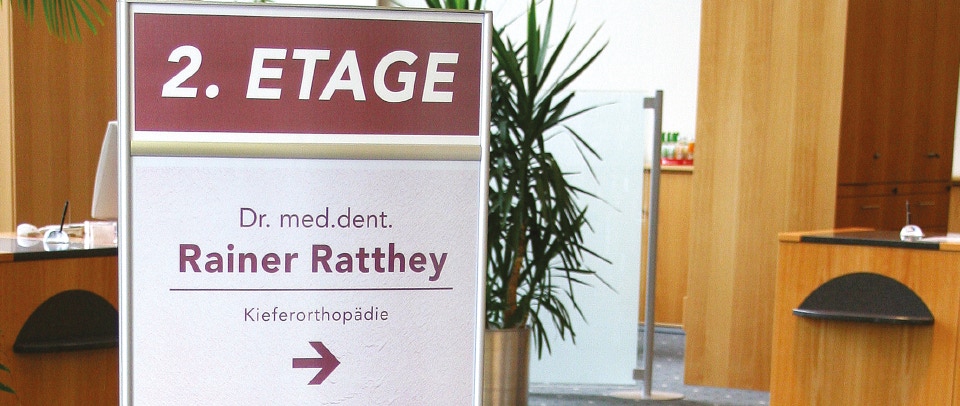 2. ETAGE
Dr. med.dent.
Rainer Ratthey
Kieferorthopädie